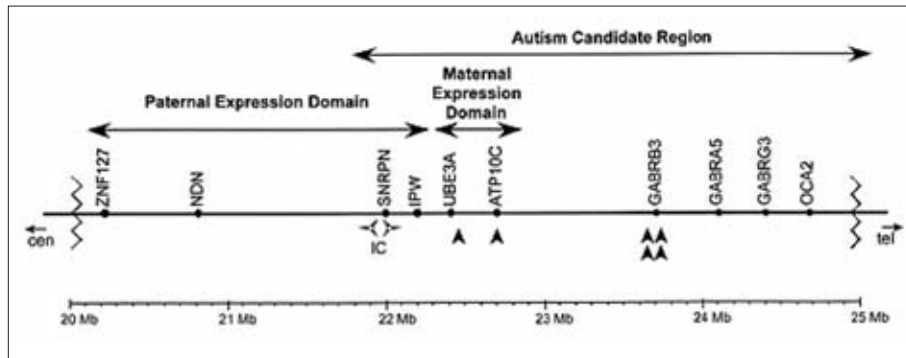 Autism Candidate Region
Maternal
Expression
Domain
Paternal Expression Domain
ZNF127
NDN
SNRPN
IPW
UBE3A
ATP10C
GABRB3
GABRA5
GABRG3
OCA2
cen
IC
tel
20 Mb
21 Mb
22 Mb
23 Mb
24 Mb
25 Mb